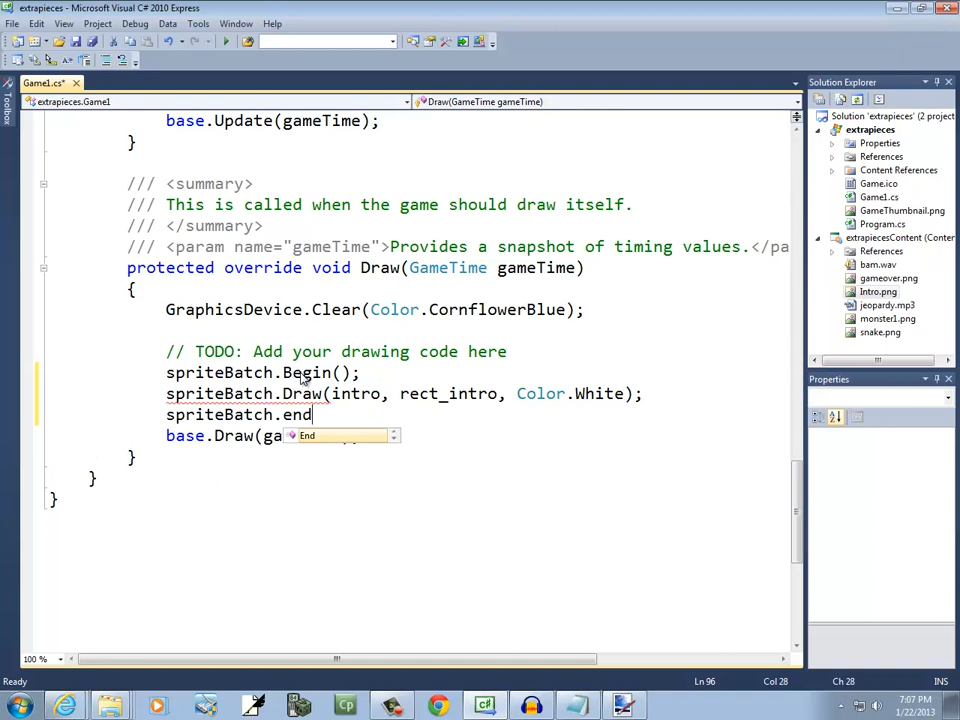 extrapieces - Microsoft Visual C# 2010 Express
File Edit View Project Debug Data Tools Window Help
Game1.cs*
extrapieces.Game1
Draw(GameTime gameTime)
Toolbox
base.Update(gameTime);
}
/// <summary>
/// This is called when the game should draw itself.
/// </summary>
/// <param name="gameTime">Provides a snapshot of timing values.</pa
protected override void Draw(GameTime gameTime)
{
GraphicsDevice.Clear(Color.CornflowerBlue);
// TODO: Add your drawing code here
spriteBatch.Begin();
spriteBatch.Draw(intro, rect_intro, Color.White);
spriteBatch.end
End
base.Draw(ga
}
}
}
100 %
Solution Explorer
Solution 'extrapieces' (2 project
extrapieces
Properties
References
Content References
Game.ico
Game1.cs
GameThumbnail.png
Program.cs
extrapiecesContent (Conter
References
bam.wav
gameover.png
Intro.png
jeopardy.mp3
monster1.png
snake.png
Properties
Ready
Ln 96 Col 28 Ch 28 INS
7:07 PM
1/22/2013